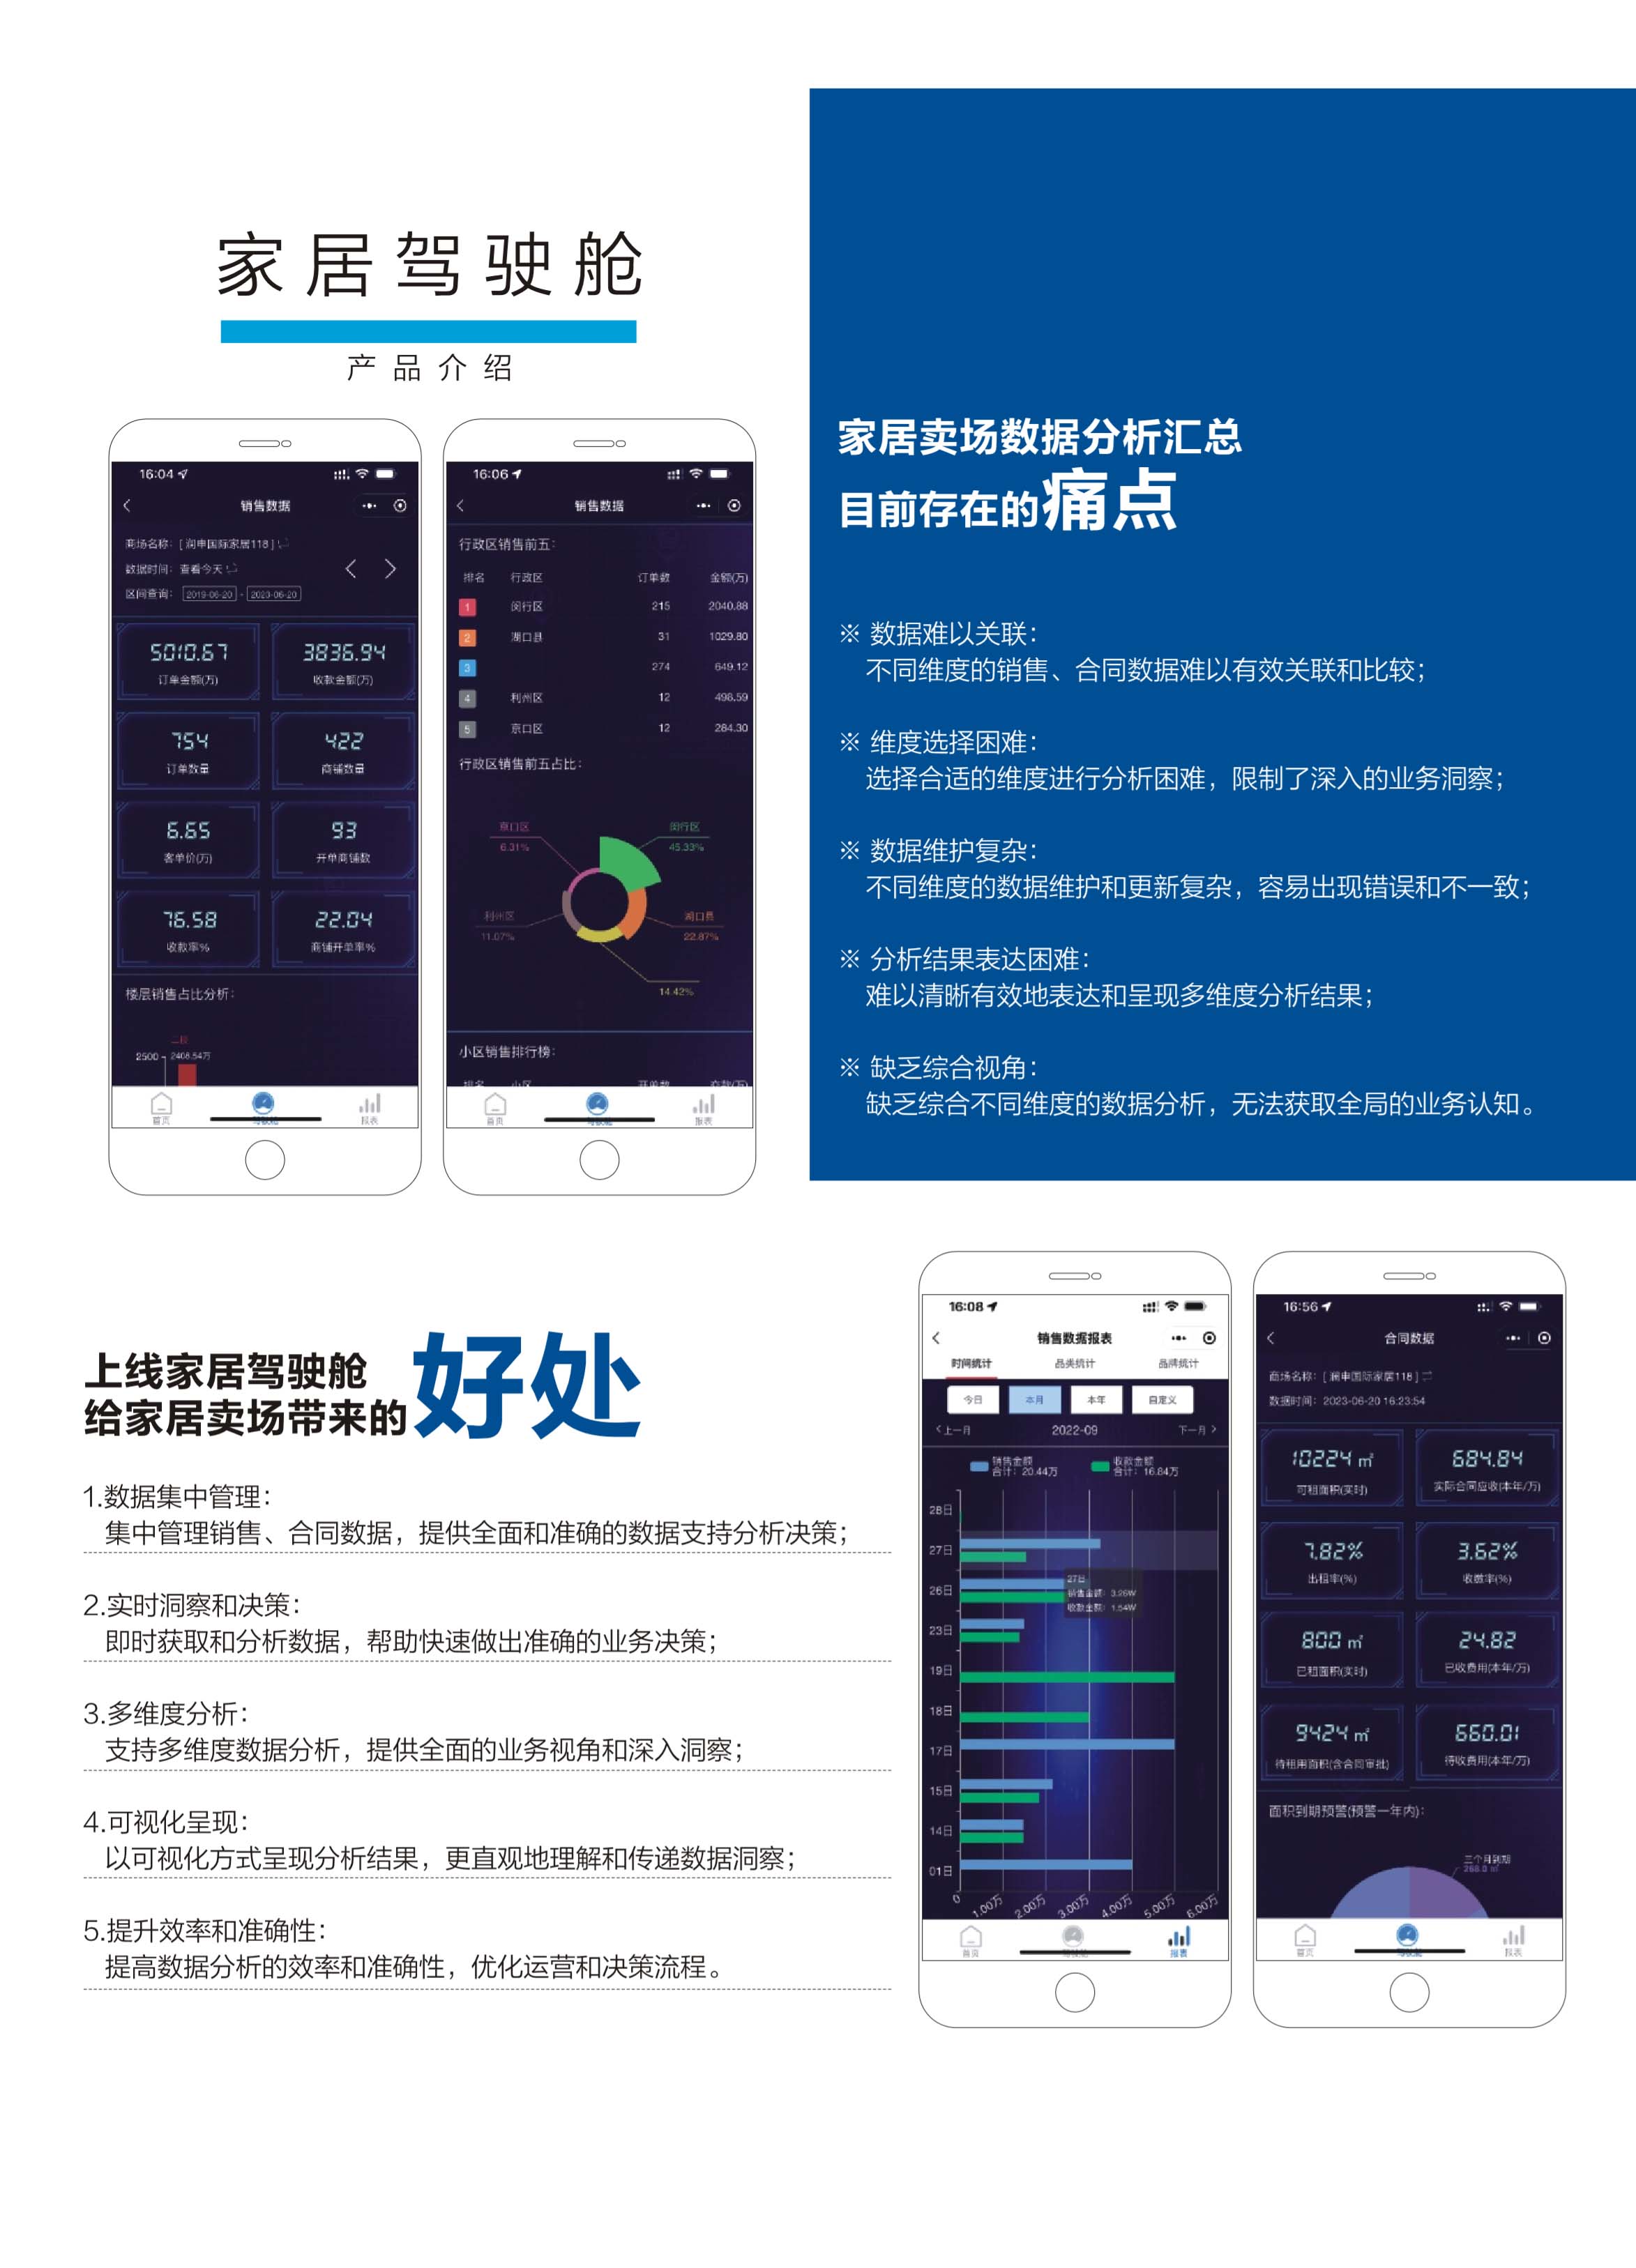 家居驾驶舱
产品介绍
16:04
销售数据
商场名称：[润申国际家居118]
数据时间：查看今天
区间查询：2019-06-20 - 2020-06-20
5010.67 3836.94
订单金额(万) 收款金额(万)
754 422
订单数量 商铺数量
6.65 93
客单价(万) 开单商铺数
76.58 22.04
收款率% 商铺开单率%
楼层销售占比分析：
2500 2408.54万
首页 报表
16:06
销售数据
行政区销售前五：
排名 行政区 订单数 金额(万)
1 闵行区 215 2040.88
2 湖口县 31 1029.80
3 274 649.12
4 利州区 12 498.59
5 京口区 12 284.30
行政区销售前五占比：
京口区 闵行区
6.31% 45.33%
利州区 湖口县
11.07% 22.87%
14.42%
小区销售排行榜：
首页 报表
家居卖场数据分析汇总
目前存在的痛点
※ 数据难以关联：
不同维度的销售、合同数据难以有效关联和比较；
※ 维度选择困难：
选择合适的维度进行分析困难，限制了深入的业务洞察；
※ 数据维护复杂：
不同维度的数据维护和更新复杂，容易出现错误和不一致；
※ 分析结果表达困难：
难以清晰有效地表达和呈现多维度分析结果；
※ 缺乏综合视角：
缺乏综合不同维度的数据分析，无法获取全局的业务认知。
上线家居驾驶舱
给家居卖场带来的好处
1.数据集中管理：
集中管理销售、合同数据，提供全面和准确的数据支持分析决策；
2.实时洞察和决策：
即时获取和分析数据，帮助快速做出准确的业务决策；
3.多维度分析：
支持多维度数据分析，提供全面的业务视角和深入洞察；
4.可视化呈现：
以可视化方式呈现分析结果，更直观地理解和传递数据洞察；
5.提升效率和准确性：
提高数据分析的效率和准确性，优化运营和决策流程。
16:08
销售数据报表
时间统计 品类统计 品牌统计
今日 本月 本年 自定义
上一月 2022-09 下一月
销售金额 收款金额
合计：20.44万 合计：16.84万
28日
27日
26日
27日
销售金额：3.26W
收款金额：1.54W
23日
19日
18日
17日
15日
14日
01日
0 1.00万 2.00万 3.00万 4.00万 5.00万 6.00万
首页 报表
16:56
合同数据
商场名称：[润申国际家居118]
数据时间：2023-06-20 16:23:54
10224 ㎡ 684.84
可租面积(实时) 实际合同应收(本年/万)
7.82% 3.62%
出租率(%) 收缴率(%)
800 ㎡ 24.82
已租面积(实时) 已收费用(本年/万)
9424 ㎡ 660.01
待租用面积(含合同审批) 待收费用(本年/万)
面积到期预警(预警一年内)：
三个月到期
268.0 ㎡
首页 报表